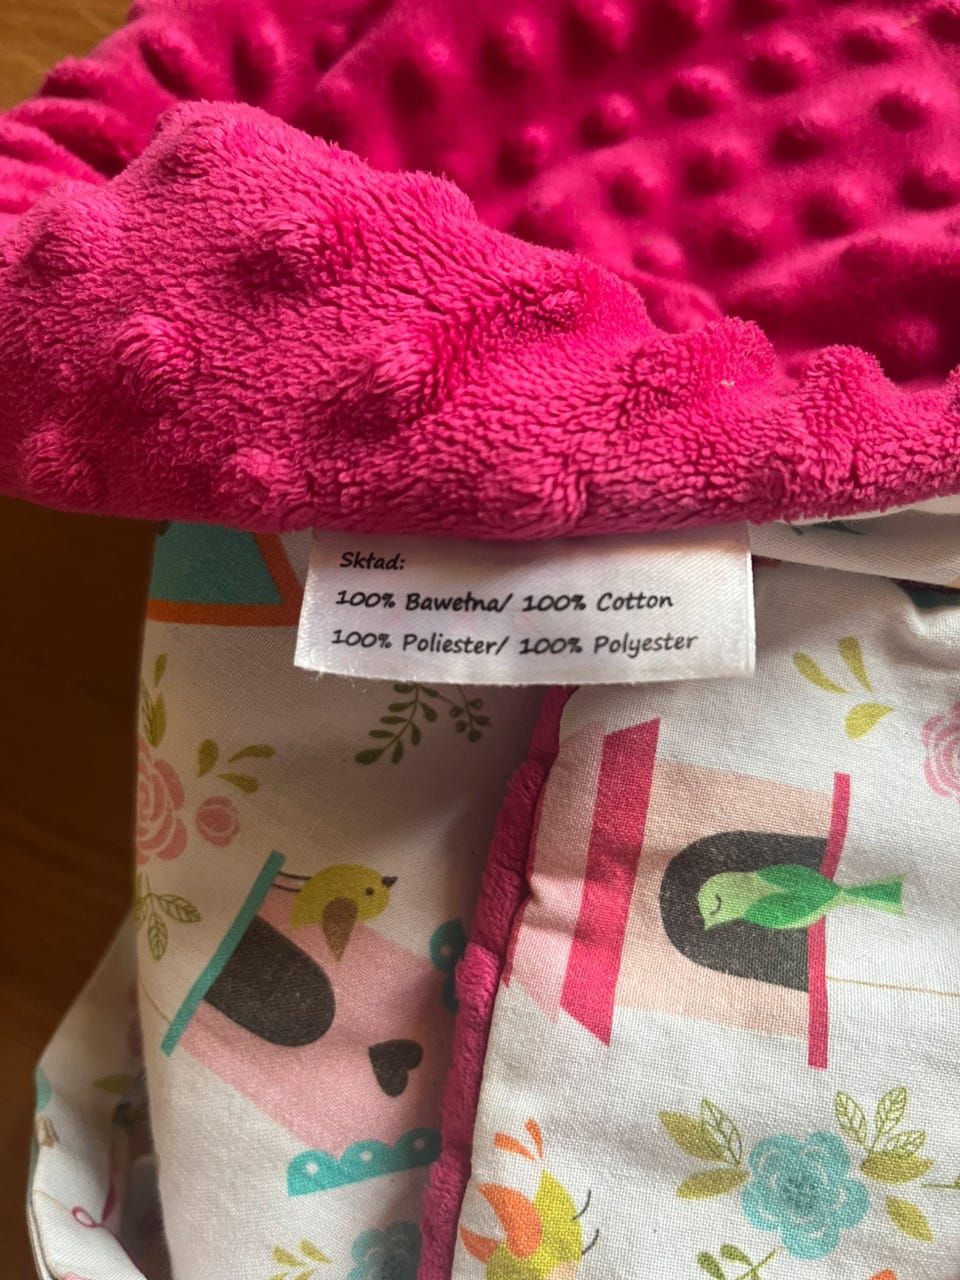 Skład:
100% Bawełna/ 100% Cotton
100% Poliester/ 100% Polyester